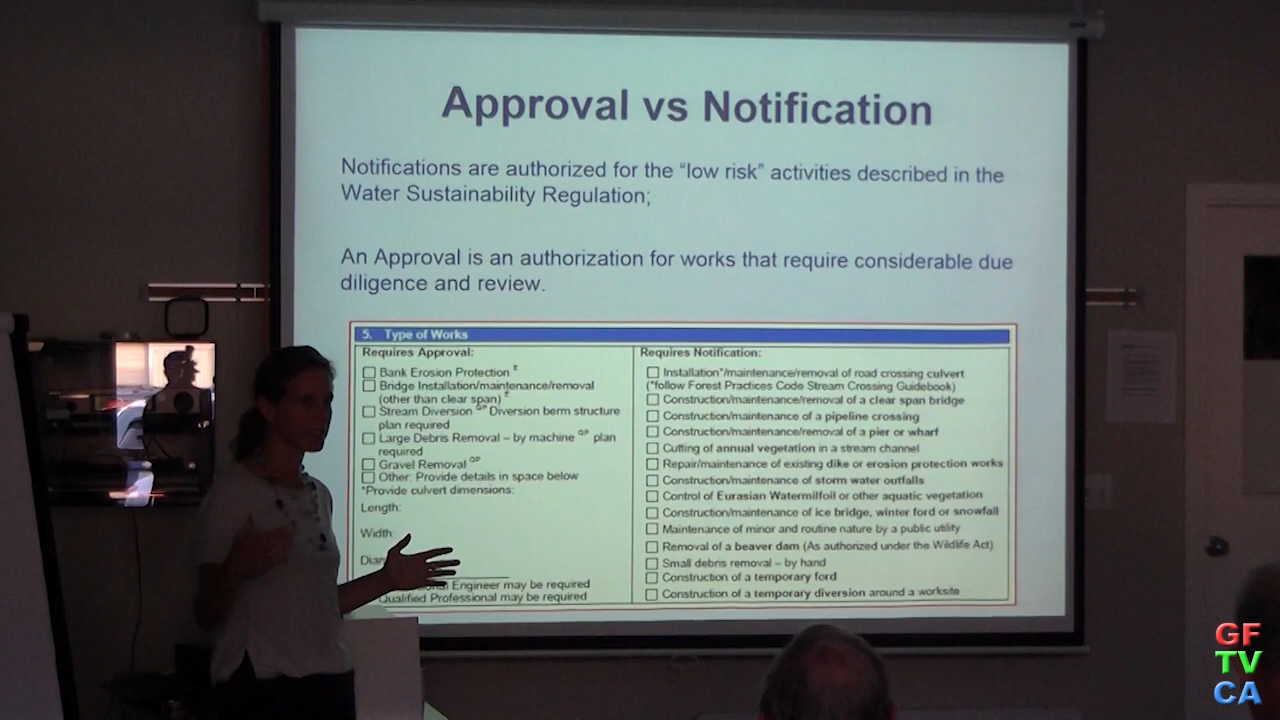 Approval vs Notification
Notifications are authorized for the “low risk” activities described in the
Water Sustainability Regulation;
An Approval is an authorization for works that require considerable due
diligence and review.
5. Type of Works
Requires Approval:
Bank Erosion Protection E
Bridge Installation/maintenance/removal
(other than clear span) E
Stream Diversion QP Diversion berm structure
plan required
Large Debris Removal – by machine QP plan
required
Gravel Removal QP
Other: Provide details in space below
*Provide culvert dimensions:
Length:
Width:
Engineer may be required
Qualified Professional may be required
Requires Notification:
Installation*/maintenance/removal of road crossing culvert
(*follow Forest Practices Code Stream Crossing Guidebook)
Construction/maintenance/removal of a clear span bridge
Construction/maintenance of a pipeline crossing
Construction/maintenance/removal of a pier or wharf
Cutting of annual vegetation in a stream channel
Repair/maintenance of existing dike or erosion protection works
Construction/maintenance of storm water outfalls
Control of Eurasian Watermilfoil or other aquatic vegetation
Construction/maintenance of ice bridge, winter ford or snowfall
Maintenance of minor and routine nature by a public utility
Removal of a beaver dam (As authorized under the Wildlife Act)
Small debris removal – by hand
Construction of a temporary ford
Construction of a temporary diversion around a worksite
GF
TV
CA